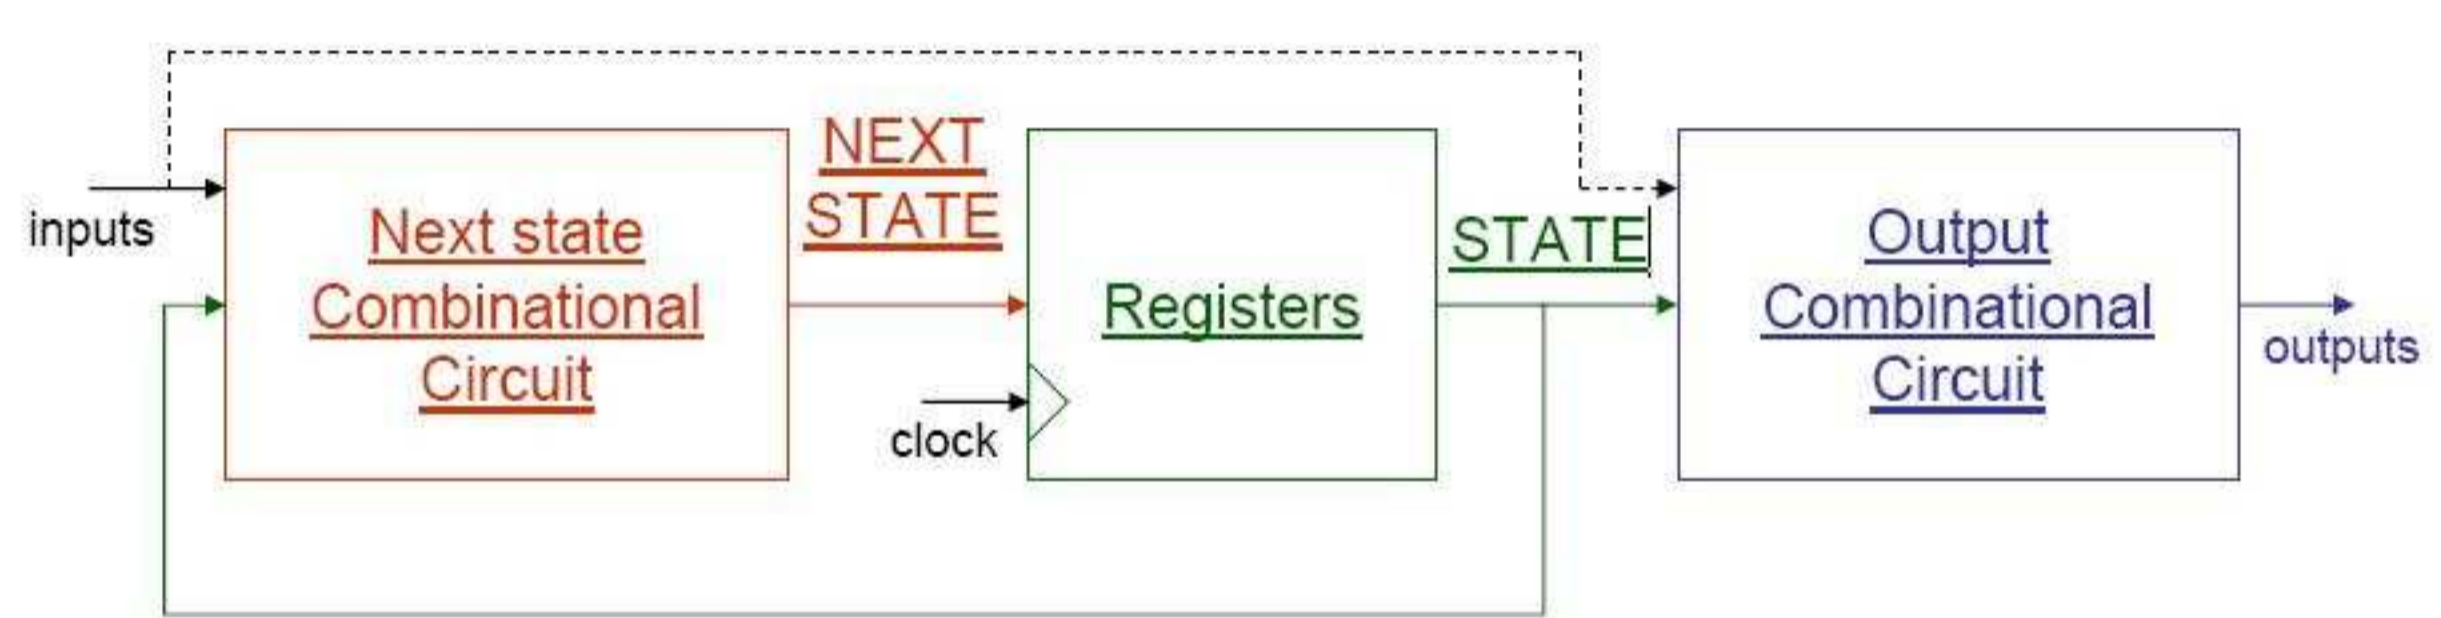 inputs
Next state
Combinational
Circuit
NEXT
STATE
clock
Registers
STATE
Output
Combinational
Circuit
outputs